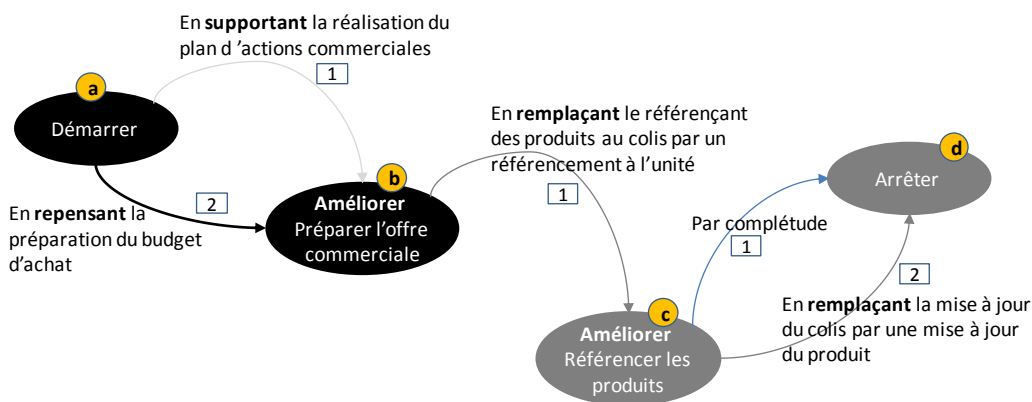 En supportant la réalisation du
plan d ’actions commerciales
1
a
Démarrer
En repensant la
préparation du budget
d’achat
2
b
Améliorer
Préparer l’offre
commerciale
En remplaçant le référençant
des produits au colis par un
référencement à l’unité
1
d
Arrêter
Par complétude
1
2
c
Améliorer
Référencer les
produits
En remplaçant la mise à jour
du colis par une mise à jour
du produit